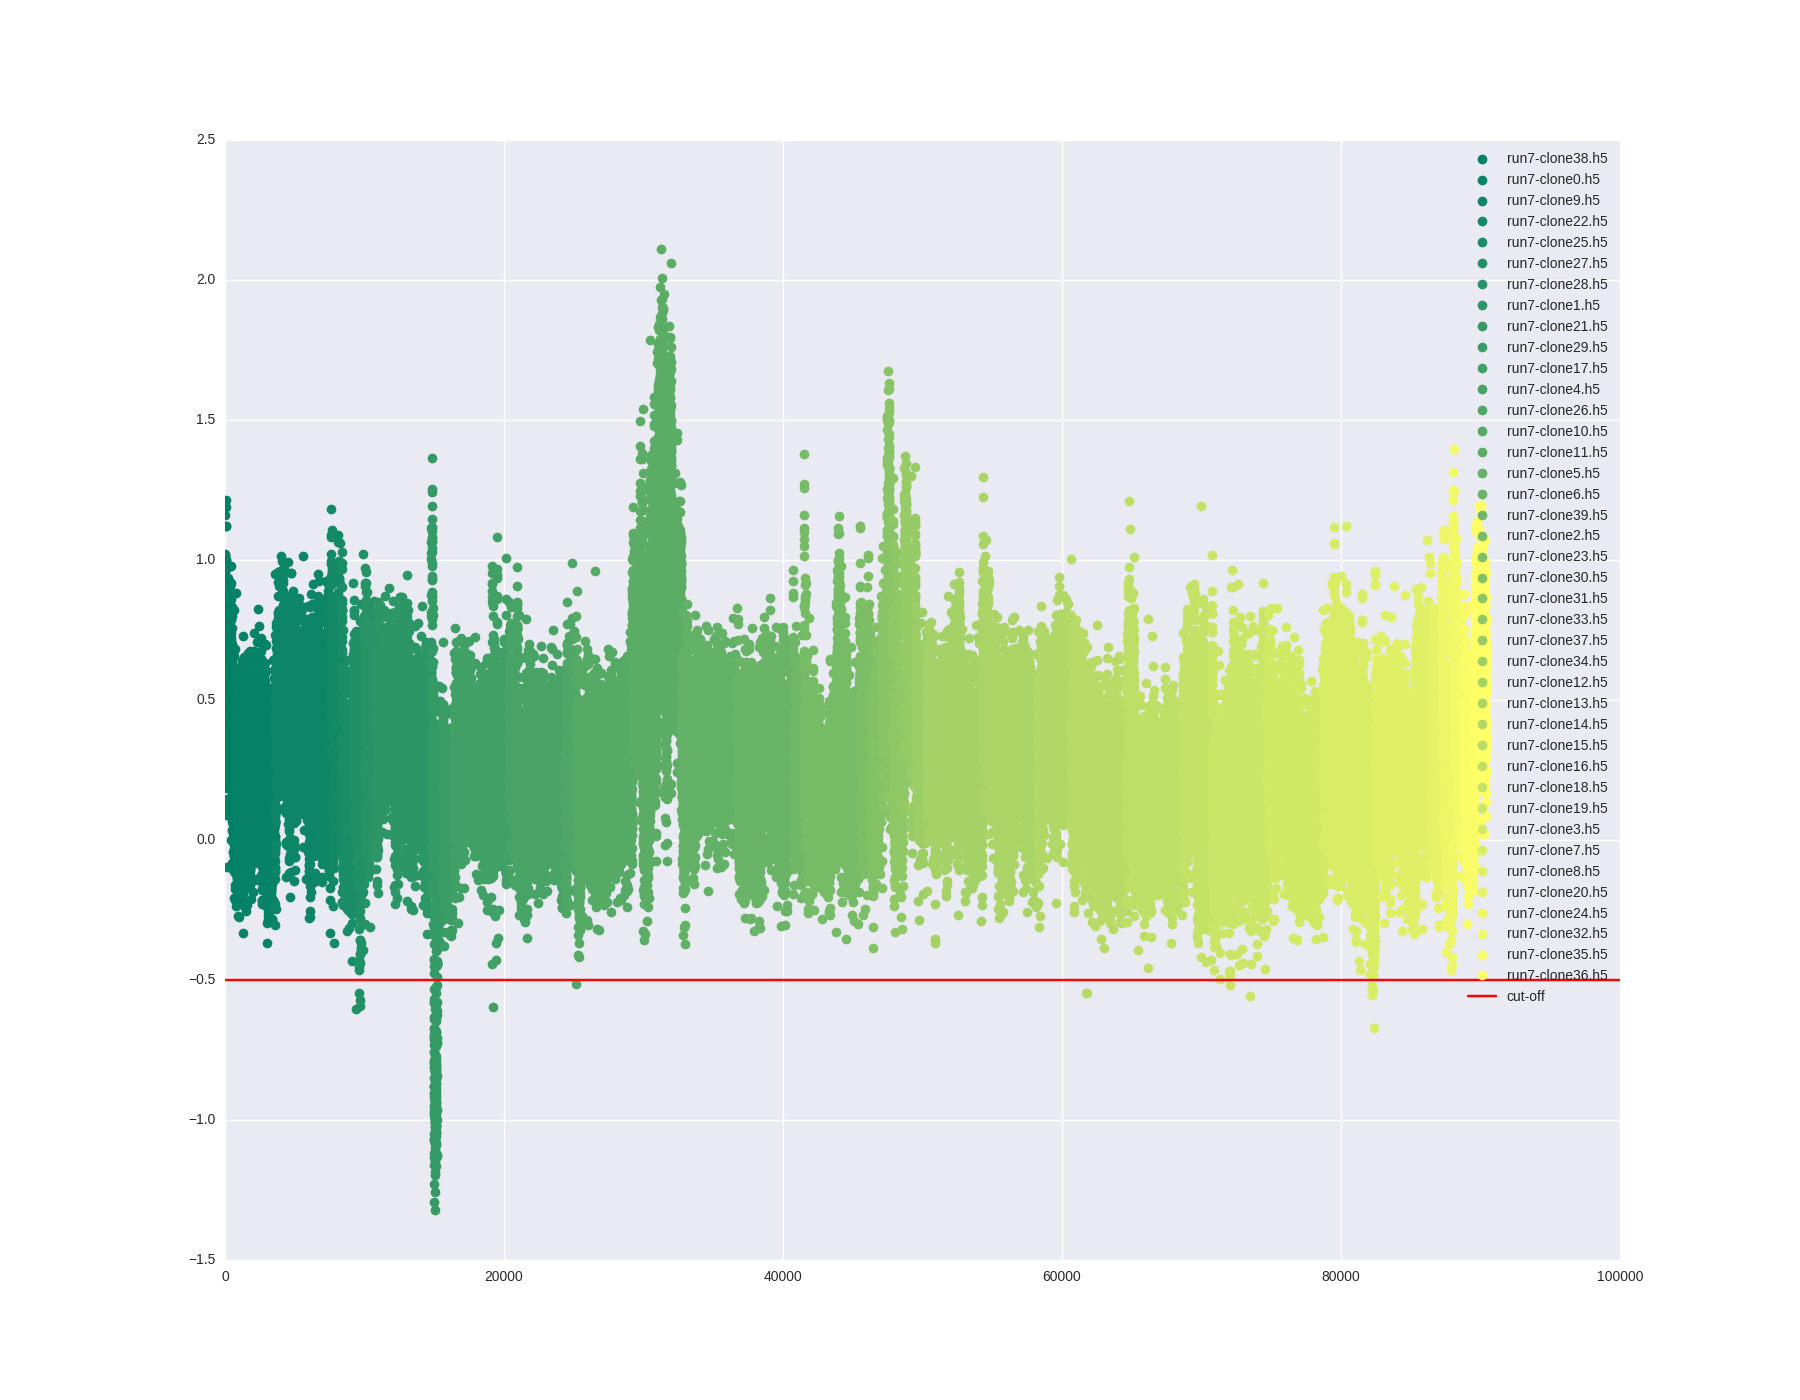 2.5
2.0
1.5
1.0
0.5
0.0
−0.5
−1.0
−1.5
0
20000
40000
60000
80000
100000
run7-clone38.h5
run7-clone0.h5
run7-clone9.h5
run7-clone22.h5
run7-clone25.h5
run7-clone27.h5
run7-clone28.h5
run7-clone1.h5
run7-clone21.h5
run7-clone29.h5
run7-clone17.h5
run7-clone4.h5
run7-clone26.h5
run7-clone10.h5
run7-clone11.h5
run7-clone5.h5
run7-clone6.h5
run7-clone39.h5
run7-clone2.h5
run7-clone23.h5
run7-clone30.h5
run7-clone31.h5
run7-clone33.h5
run7-clone37.h5
run7-clone34.h5
run7-clone12.h5
run7-clone13.h5
run7-clone14.h5
run7-clone15.h5
run7-clone16.h5
run7-clone18.h5
run7-clone19.h5
run7-clone3.h5
run7-clone7.h5
run7-clone8.h5
run7-clone20.h5
run7-clone24.h5
run7-clone32.h5
run7-clone35.h5
run7-clone36.h5
cut-off